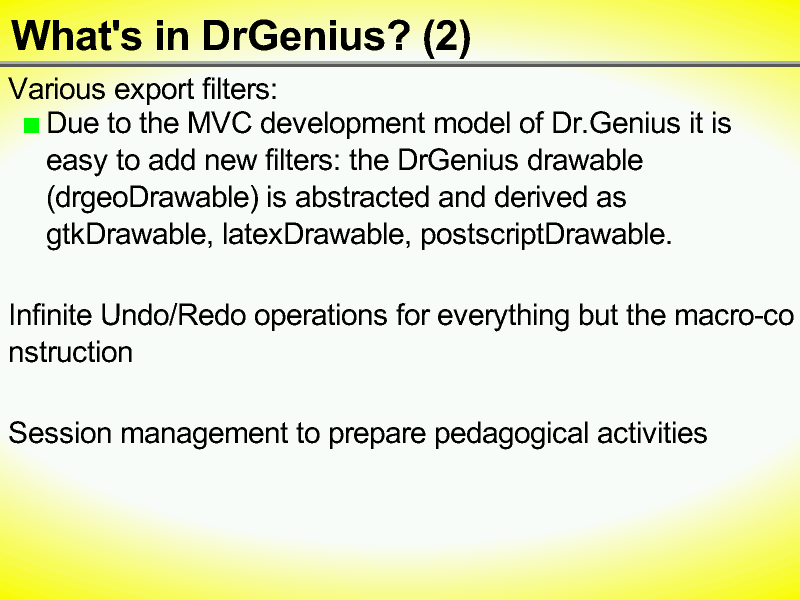 What's in DrGenius? (2)
Various export filters:
Due to the MVC development model of Dr.Genius it is
easy to add new filters: the DrGenius drawable
(drgeoDrawable) is abstracted and derived as
gtkDrawable, latexDrawable, postscriptDrawable.
Infinite Undo/Redo operations for everything but the macro-co
nstruction
Session management to prepare pedagogical activities